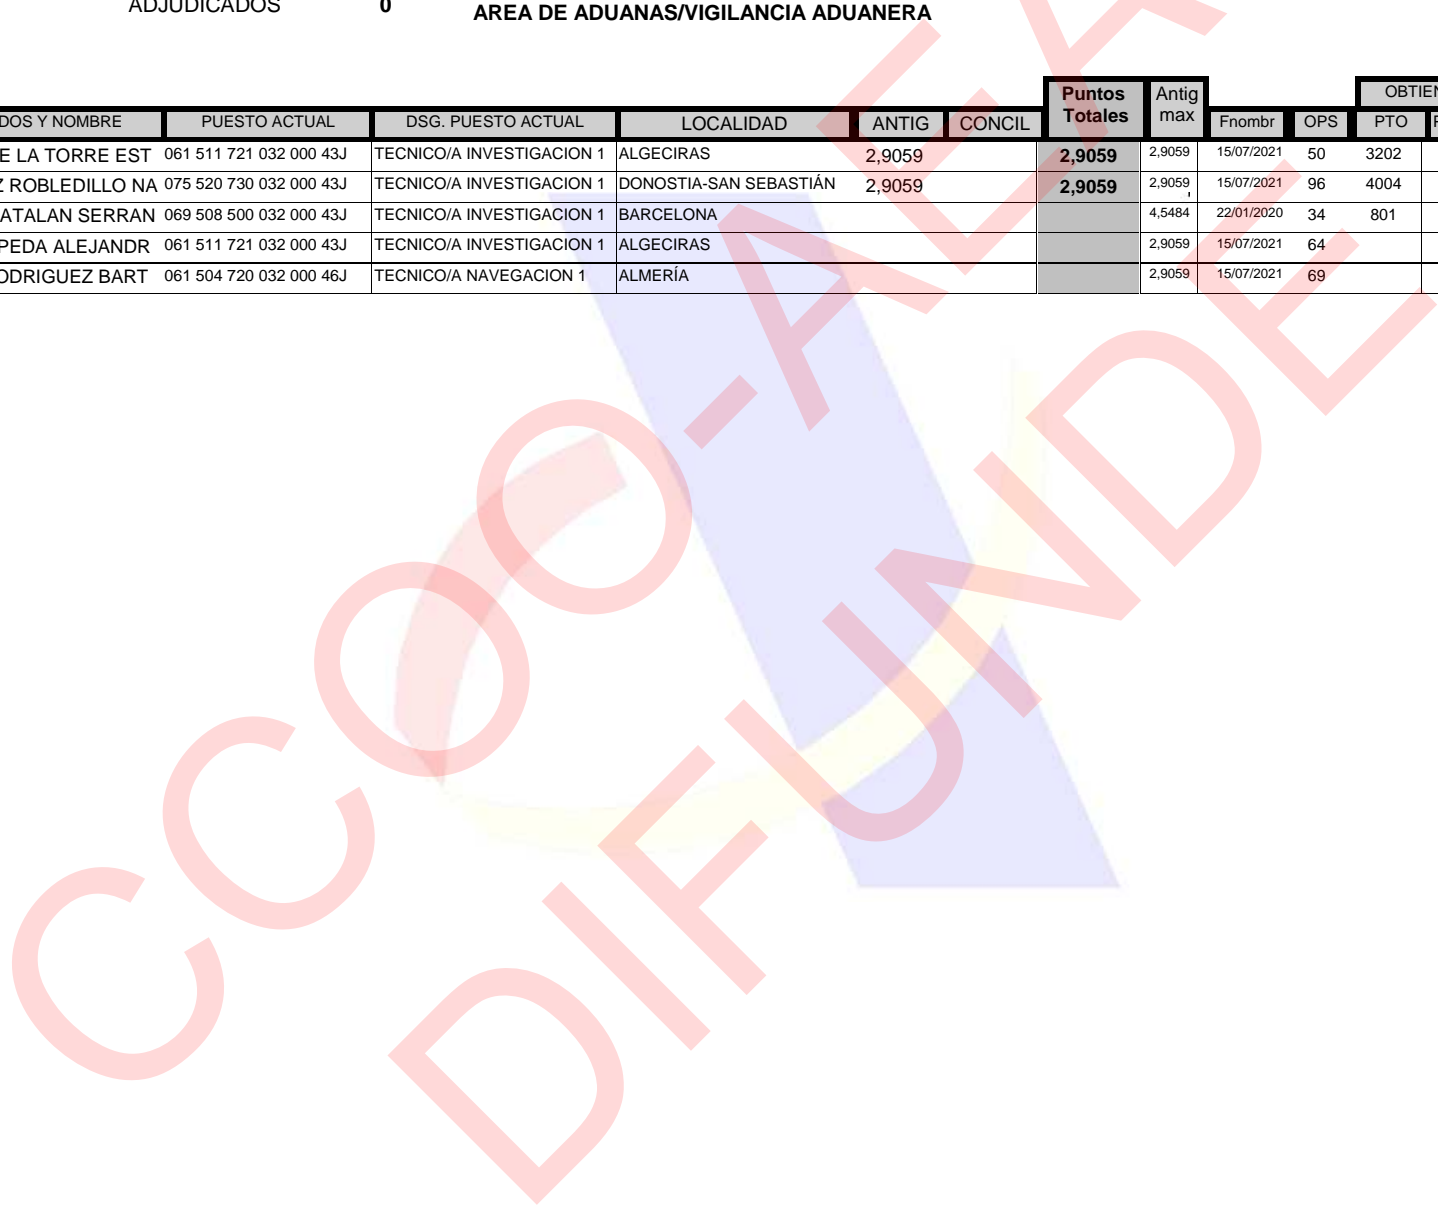 ADJUDICADOS 0 AREA DE ADUANAS/VIGILANCIA ADUANERA
Puntos Totales Antig max OBTIEN
DOS Y NOMBRE PUESTO ACTUAL DSG. PUESTO ACTUAL LOCALIDAD ANTIG CONCIL Fnombr OPS PTO
E LA TORRE EST 061 511 721 032 000 43J TECNICO/A INVESTIGACION 1 ALGECIRAS 2,9059 2,9059 2,9059 15/07/2021 50 3202
Z ROBLEDILLO NA 075 520 730 032 000 43J TECNICO/A INVESTIGACION 1 DONOSTIA-SAN SEBASTIÁN 2,9059 2,9059 2,9059 15/07/2021 96 4004
ATALAN SERRAN 069 508 500 032 000 43J TECNICO/A INVESTIGACION 1 BARCELONA 4,5484 22/01/2020 34 801
PEDA ALEJANDR 061 511 721 032 000 43J TECNICO/A INVESTIGACION 1 ALGECIRAS 2,9059 15/07/2021 64
ODRIGUEZ BART 061 504 720 032 000 46J TECNICO/A NAVEGACION 1 ALMERÍA 2,9059 15/07/2021 69
CCOO-AEA
DIFUNDE